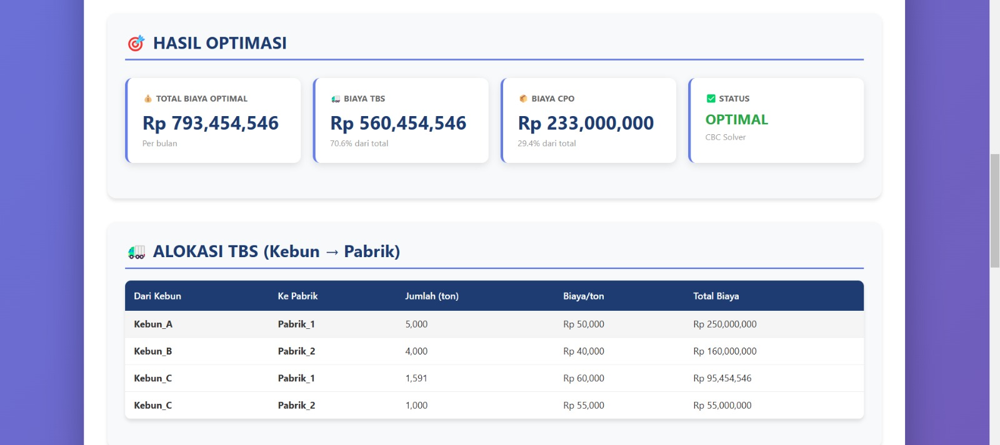 HASIL OPTIMASI
TOTAL BIAYA OPTIMAL
Rp 793,454,546
Per bulan
BIAYA TBS
Rp 560,454,546
70.6% dari total
BIAYA CPO
Rp 233,000,000
29.4% dari total
STATUS
OPTIMAL
CBC Solver
ALOKASI TBS (Kebun → Pabrik)
Dari Kebun Ke Pabrik Jumlah (ton) Biaya/ton Total Biaya
Kebun_A Pabrik_1 5,000 Rp 50,000 Rp 250,000,000
Kebun_B Pabrik_2 4,000 Rp 40,000 Rp 160,000,000
Kebun_C Pabrik_1 1,591 Rp 60,000 Rp 95,454,546
Kebun_C Pabrik_2 1,000 Rp 55,000 Rp 55,000,000